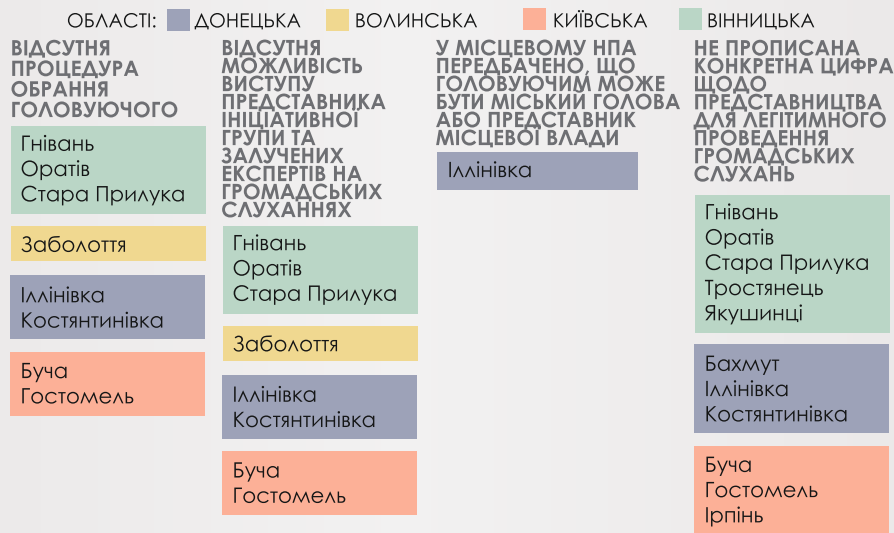 ОБЛАСТІ: ДОНЕЦЬКА ВОЛИНСЬКА КИЇВСЬКА ВІННИЦЬКА
ВІДСУТНЯ
ПРОЦЕДУРА
ОБРАННЯ
ГОЛОВУЮЧОГО
Гнівань
Оратів
Стара Прилука
Заболоття
Іллінівка
Костянтинівка
Буча
Гостомель
ВІДСУТНЯ
МОЖЛИВІСТЬ
ВИСТУПУ
ПРЕДСТАВНИКА
ІНІЦІАТИВНОЇ
ГРУПИ ТА
ЗАЛУЧЕНИХ
ЕКСПЕРТІВ НА
ГРОМАДСЬКИХ
СЛУХАННЯХ
Гнівань
Оратів
Стара Прилука
Заболоття
Іллінівка
Костянтинівка
Буча
Гостомель
У МІСЦЕВОМУ НПА
ПЕРЕДБАЧЕНО, ЩО
ГОЛОВУЮЧИМ МОЖЕ
БУТИ МІСЬКИЙ ГОЛОВА
АБО ПРЕДСТАВНИК
МІСЦЕВОЇ ВЛАДИ
Іллінівка
НЕ ПРОПИСАНА
КОНКРЕТНА ЦИФРА
ЩОДО
ПРЕДСТАВНИЦТВА
ДЛЯ ЛЕГІТИМНОГО
ПРОВЕДЕННЯ
ГРОМАДСЬКИХ
СЛУХАНЬ
Гнівань
Оратів
Стара Прилука
Тростянець
Якушинці
Бахмут
Іллінівка
Костянтинівка
Буча
Гостомель
Ірпінь